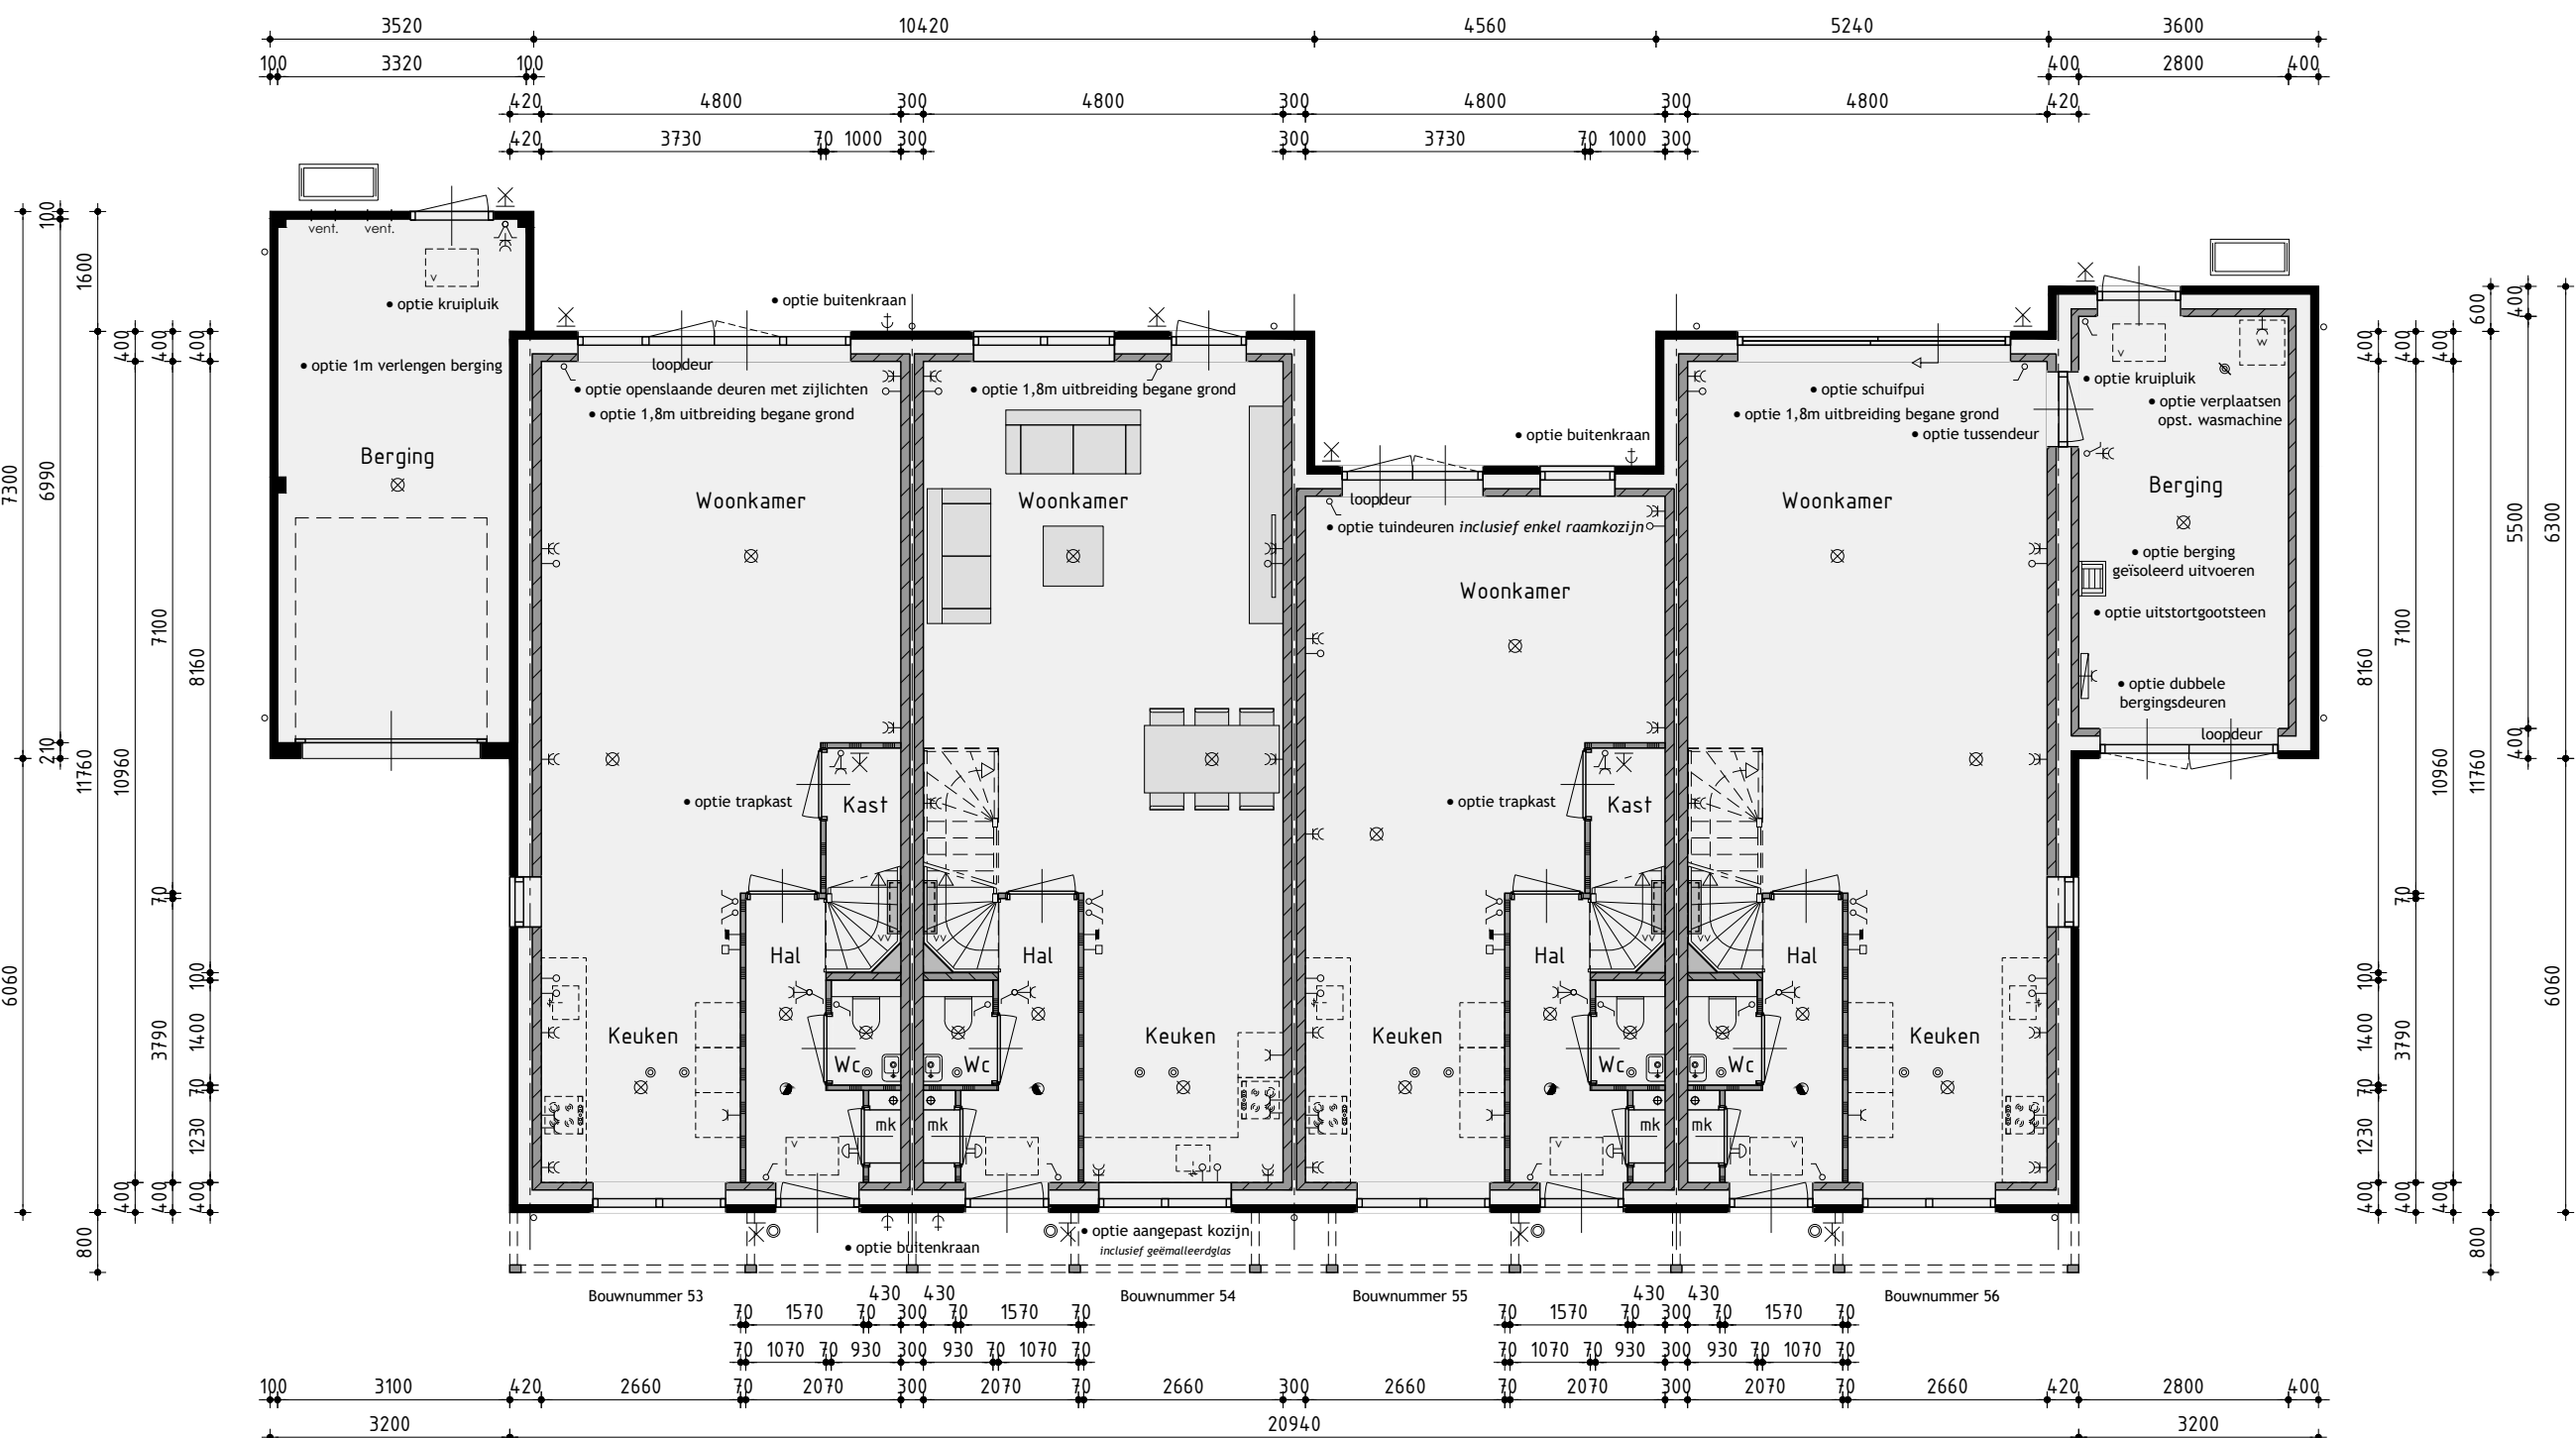 3520 10420 4560 5240 3600
100 3320 100 400 2800 400
420 4800 300 4800 300 4800 300 4800 420
420 3730 70 1000 300 300 3730 70 1000 300
vent. vent.
• optie kruipluik
• optie 1m verlengen berging
Berging
• optie buitenkraan
loopdeur
• optie openslaande deuren met zijlichten
• optie 1,8m uitbreiding begane grond
Woonkamer
• optie trapkast
Kast
Hal
Keuken
Wc
mk
• optie 1,8m uitbreiding begane grond
Woonkamer
Hal
Keuken
Wc
mk
• optie buitenkraan
loopdeur
• optie tuindeuren inclusief enkel raamkozijn
Woonkamer
• optie trapkast
Kast
Hal
Keuken
Wc
mk
• optie schuifpui
• optie 1,8m uitbreiding begane grond
• optie tussendeur
Woonkamer
Hal
Keuken
Wc
mk
• optie kruipluik
• optie verplaatsen
opst. wasmachine
Berging
• optie berging
geïsoleerd uitvoeren
• optie uitstortgootsteen
• optie dubbele
bergingsdeuren
loopdeur
• optie buitenkraan
• optie aangepast kozijn
inclusief geëmalleerdglas
7300 6060
100 6990 210
1600 11760 800
400 10960 400
400 7100 70 3790 400
400 8160 100 1400 70 1230 400
400 8160 100 1400 70 1230 400
400 7100 70 3790 400
400 10960 400
600 11760 800
400 5500 400
6300 6060
Bouwnummer 53
Bouwnummer 54
Bouwnummer 55
Bouwnummer 56
430 430 430 430
70 1570 70 300 70 1570 70 70 1570 70 300 70 1570 70
70 1070 70 930 300 930 70 1070 70 70 1070 70 930 300 930 70 1070 70
100 3100 420 2660 70 2070 300 2070 70 2660 300 2660 70 2070 300 2070 70 2660 420 2800 400
3200 20940 3200